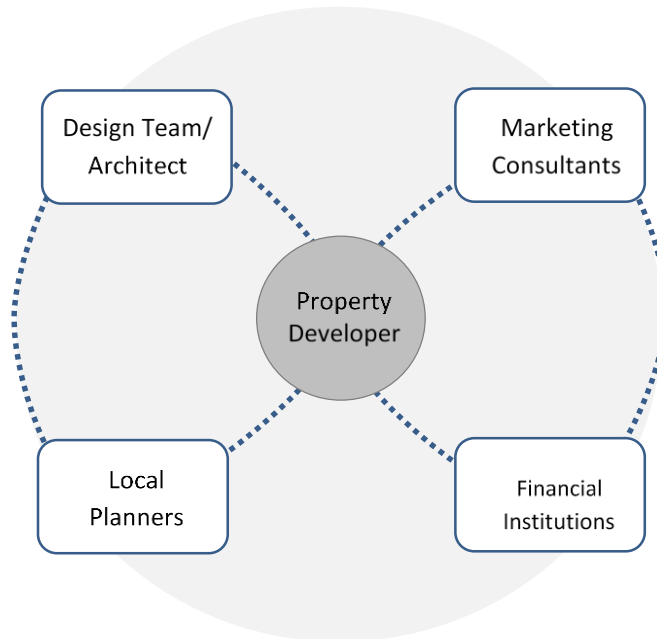 Design Team/
Architect
Marketing
Consultants
Property
Developer
Local
Planners
Financial
Institutions